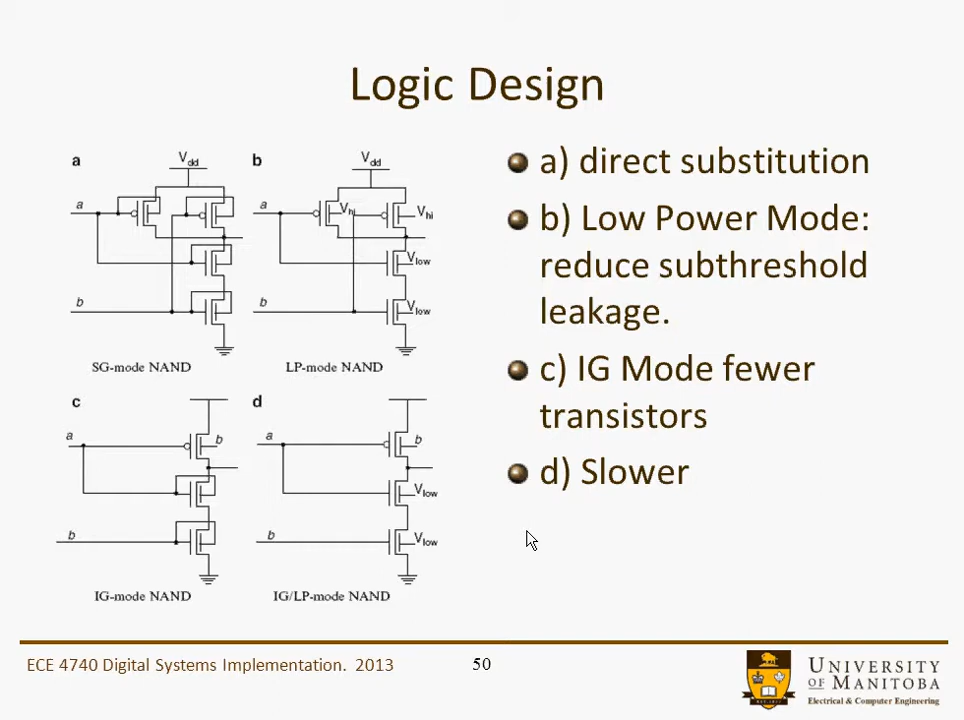 Logic Design
a
Vdd
a
b
SG-mode NAND
b
Vdd
a
Vhi
Vhi
Vlow
b
Vlow
LP-mode NAND
c
a
b
b
IG-mode NAND
d
a
b
Vlow
b
Vlow
IG/LP-mode NAND
a) direct substitution
b) Low Power Mode:
reduce subthreshold
leakage.
c) IG Mode fewer
transistors
d) Slower
ECE 4740 Digital Systems Implementation. 2013
50
UNIVERSITY
OF MANITOBA
Electrical & Computer Engineering